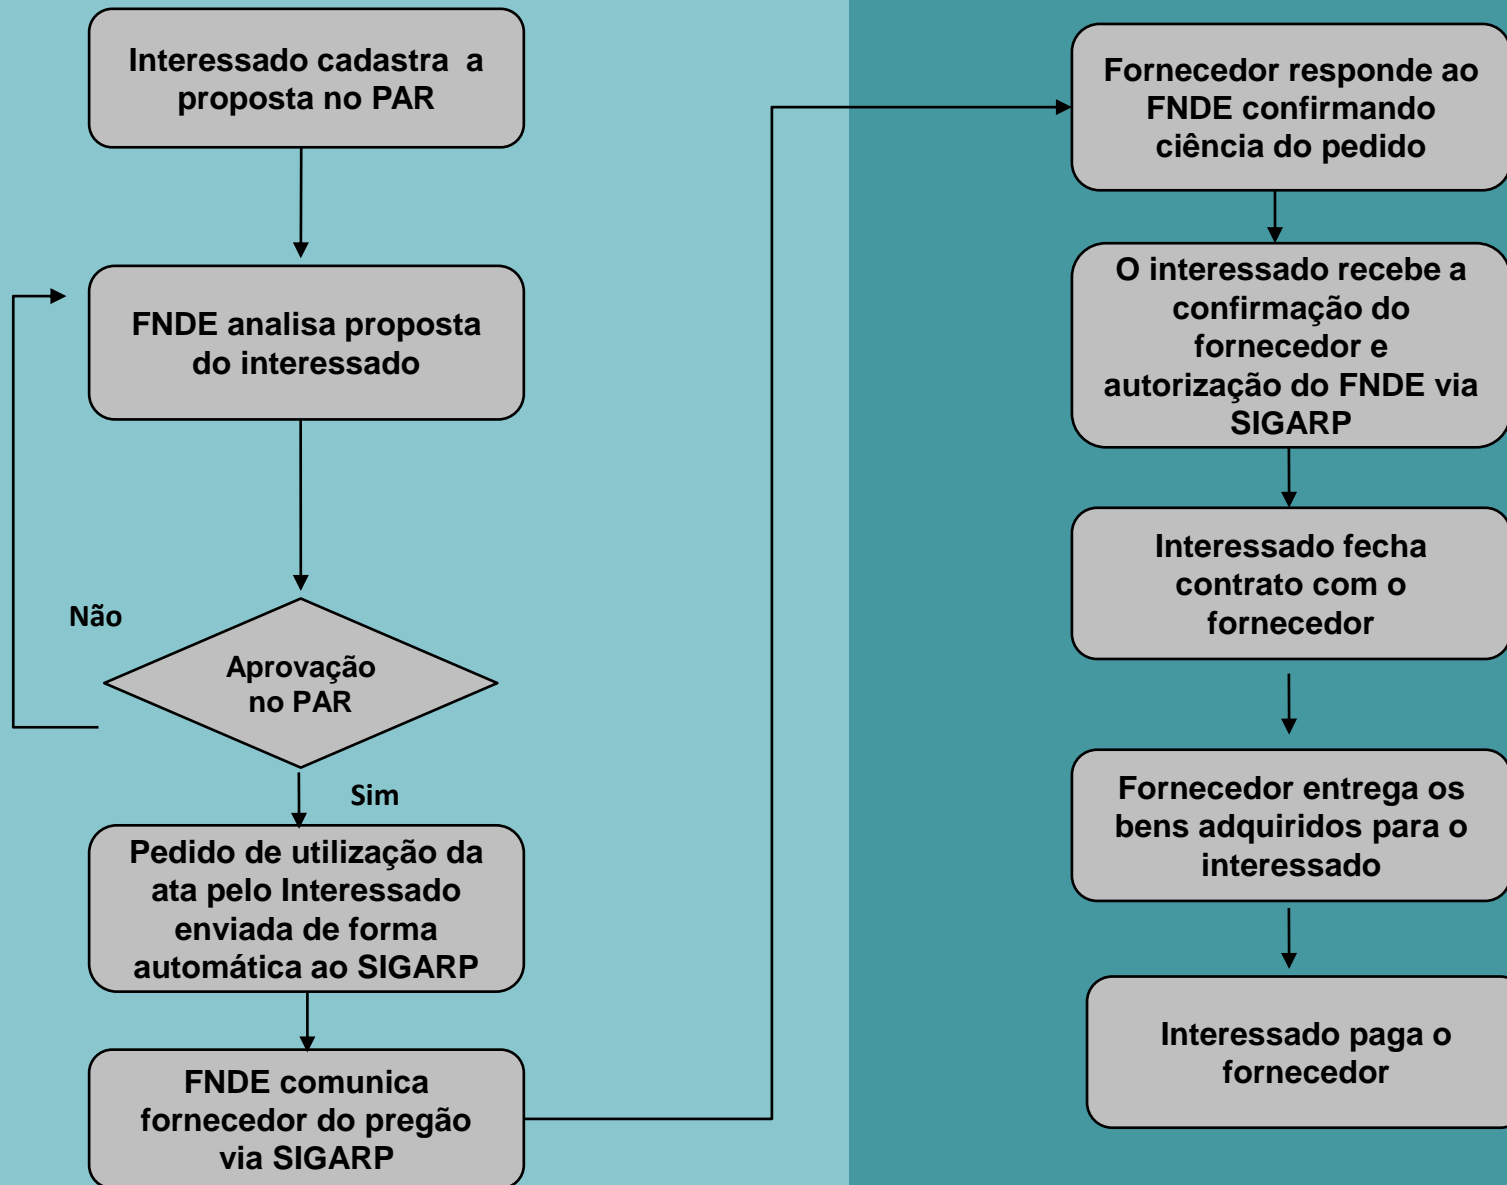 Interessado cadastra a
proposta no PAR
FNDE analisa proposta
do interessado
Não
Aprovação
no PAR
Sim
Pedido de utilização da
ata pelo Interessado
enviada de forma
automática ao SIGARP
FNDE comunica
fornecedor do pregão
via SIGARP
Fornecedor responde ao
FNDE confirmando
ciência do pedido
O interessado recebe a
confirmação do
fornecedor e
autorização do FNDE via
SIGARP
Interessado fecha
contrato com o
fornecedor
Fornecedor entrega os
bens adquiridos para o
interessado
Interessado paga o
fornecedor